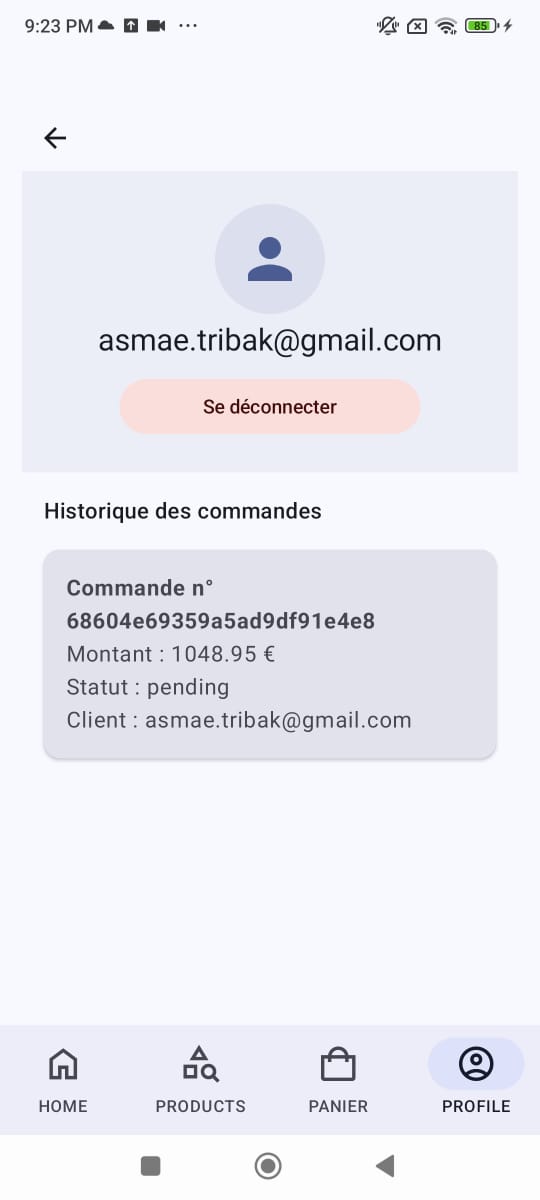 9:23 PM
85
asmae.tribak@gmail.com
Se déconnecter
Historique des commandes
Commande n°
68604e69359a5ad9df91e4e8
Montant : 1048.95 €
Statut : pending
Client : asmae.tribak@gmail.com
HOME
PRODUCTS
PANIER
PROFILE